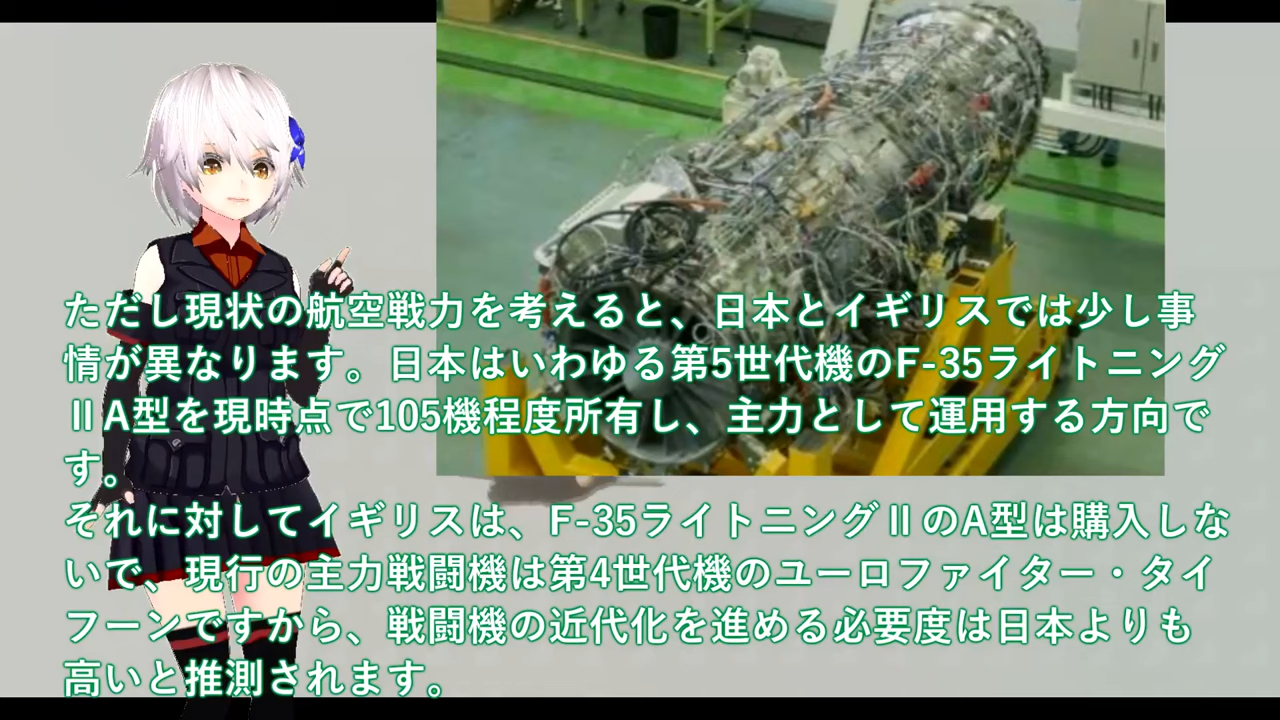 ただし現状の航空戦力を考えると、日本とイギリスでは少し事
情が異なります。日本はいわゆる第5世代機のF-35ライトニング
ⅡA型を現時点で105機程度所有し、主力として運用する方向で
す。
それに対してイギリスは、F-35ライトニングⅡのA型は購入しな
いで、現行の主力戦闘機は第4世代機のユーロファイター・タイ
フーンですから、戦闘機の近代化を進める必要度は日本よりも
高いと推測されます。